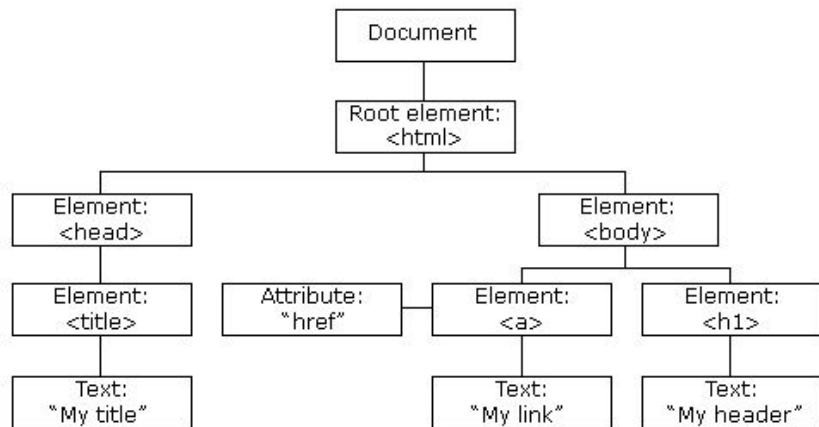 Document
Root element:
<html>
Element:
<head>
Element:
<body>
Element:
<title>
Attribute:
“href”
Element:
<a>
Element:
<h1>
Text:
“My title”
Text:
“My link”
Text:
“My header”